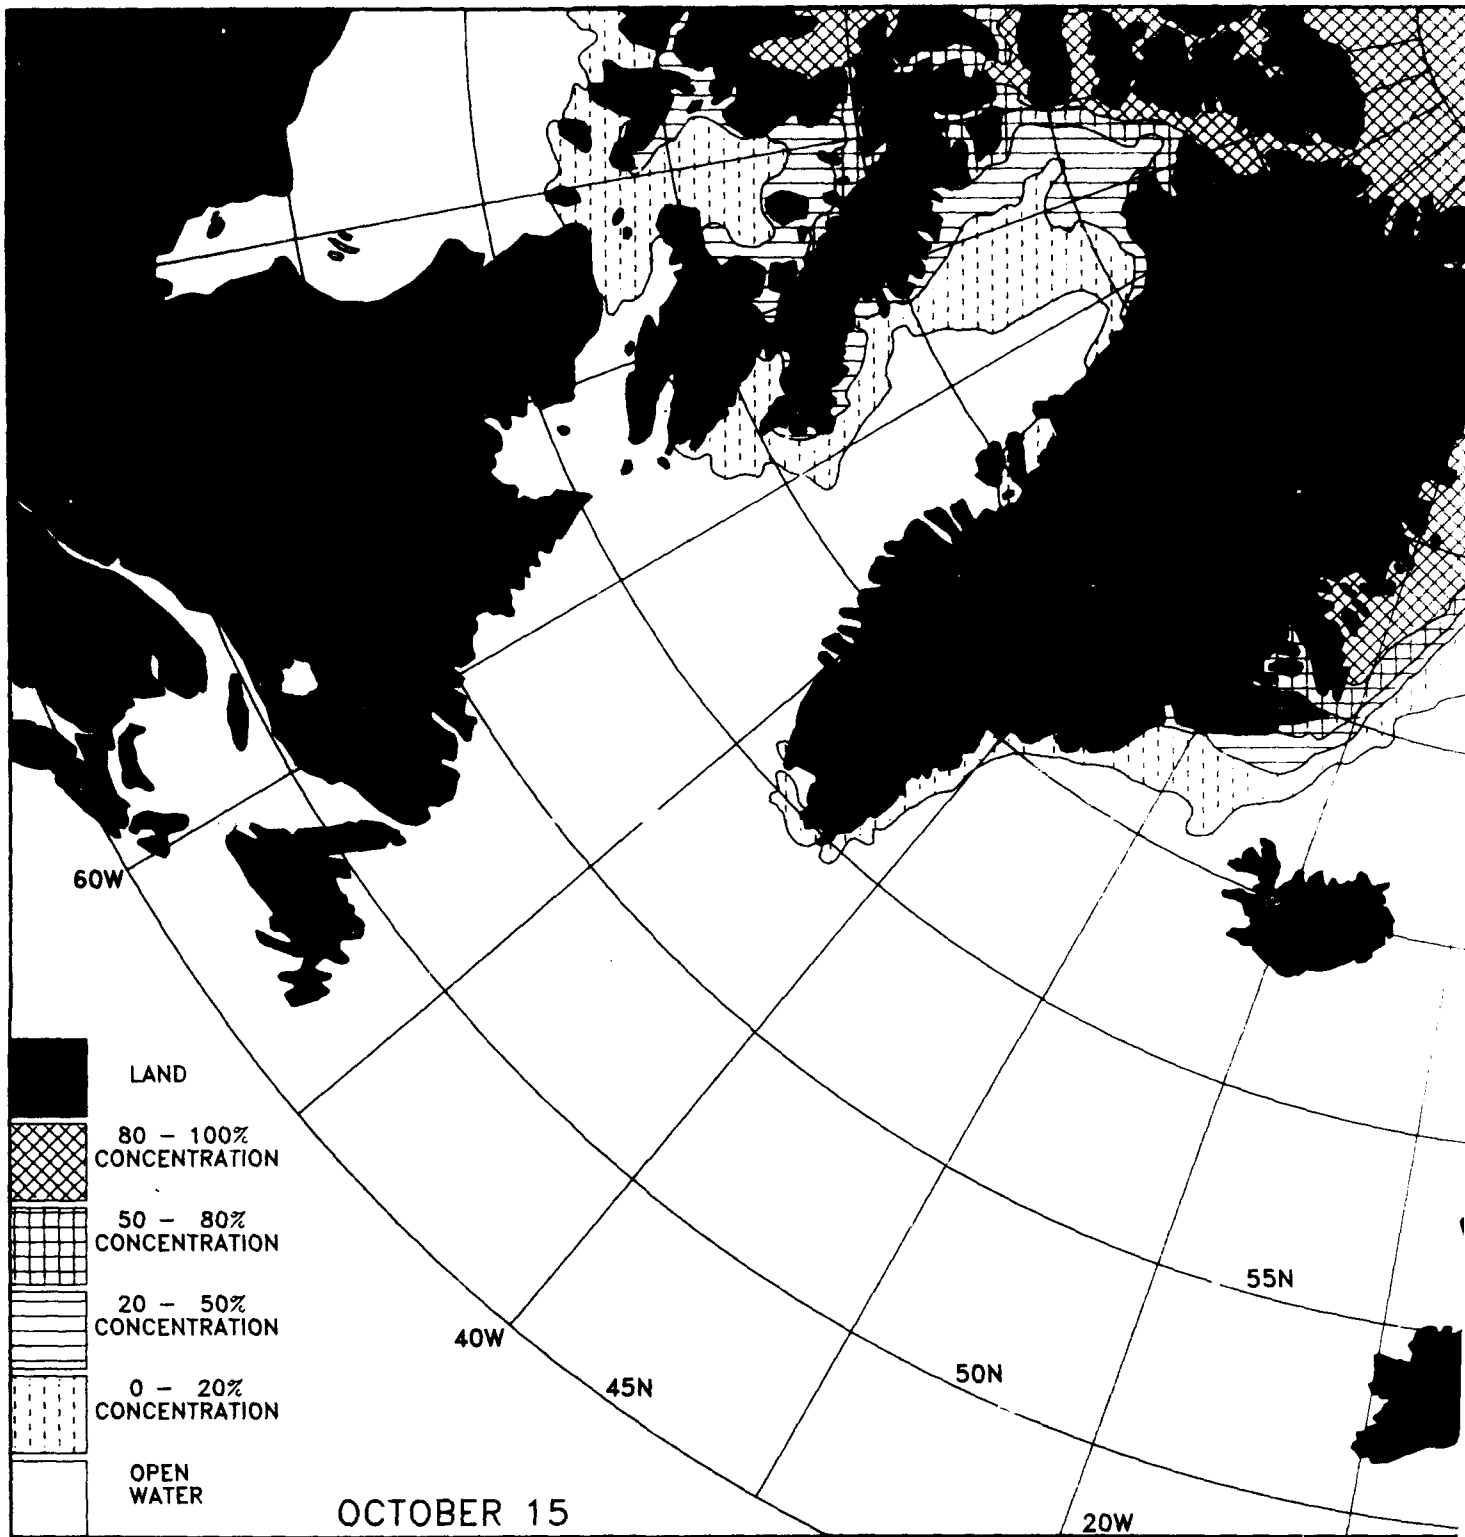 60W
LAND
80 - 100%
CONCENTRATION
50 - 80%
CONCENTRATION
20 - 50%
CONCENTRATION
0 - 20%
CONCENTRATION
OPEN
WATER
OCTOBER 15
40W
45N
50N
55N
20W